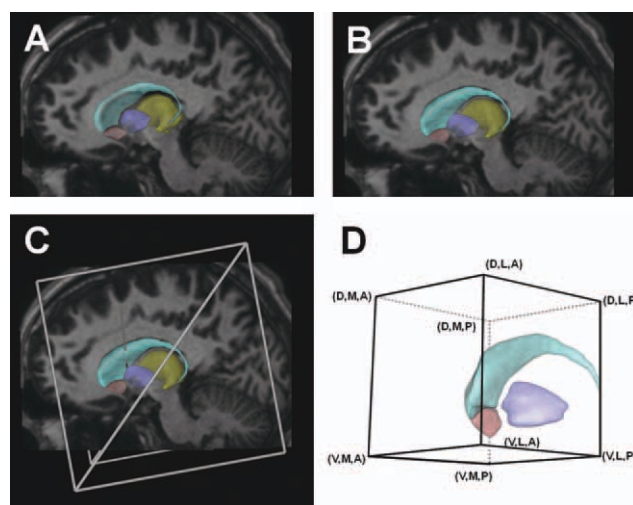 A
B
C
D
(D,L,A)
(D,M,A)
(D,L,P
(D,M,P)
(V,L,A)
(V,M,A)
(V,L,P
(V,M,P)